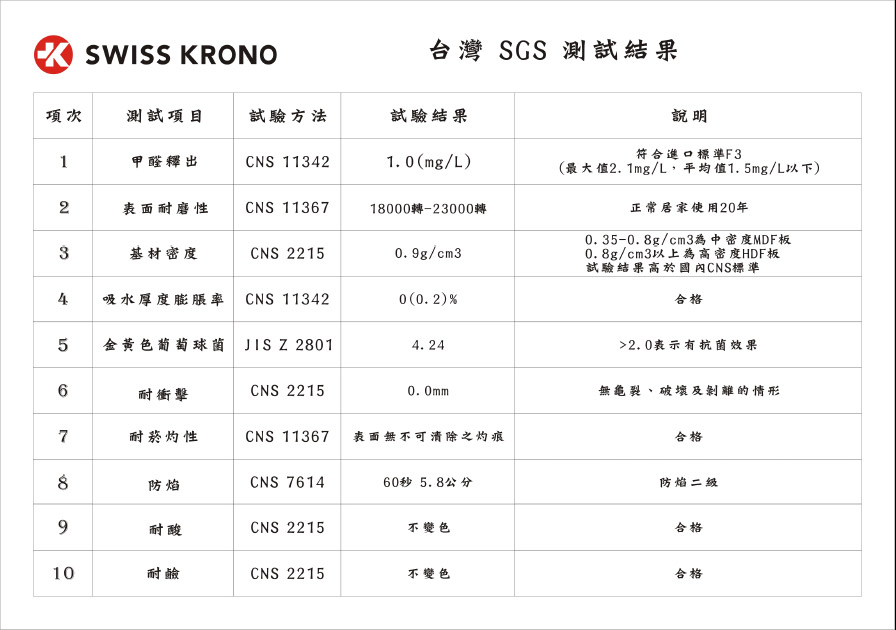 SWISS KRONO
台灣 SGS 測試結果
項次 測試項目 試驗方法 試驗結果 說明
1 甲醛釋出 CNS 11342 1.0(mg/L) 符合進口標準F3
(最大值2.1mg/L，平均值1.5mg/L以下)
2 表面耐磨性 CNS 11367 18000轉-23000轉 正常居家使用20年
3 基材密度 CNS 2215 0.9g/cm3 0.35-0.8g/cm3為中密度MDF板
0.8g/cm3以上為高密度HDF板
試驗結果高於國內CNS標準
4 吸水厚度膨脹率 CNS 11342 0(0.2)% 合格
5 金黃色葡萄球菌 JIS Z 2801 4.24 >2.0表示有抗菌效果
6 耐衝擊 CNS 2215 0.0mm 無龜裂、破壞及剝離的情形
7 耐菸灼性 CNS 11367 表面無不可清除之灼痕 合格
8 防焰 CNS 7614 60秒 5.8公分 防焰二級
9 耐酸 CNS 2215 不變色 合格
10 耐鹼 CNS 2215 不變色 合格